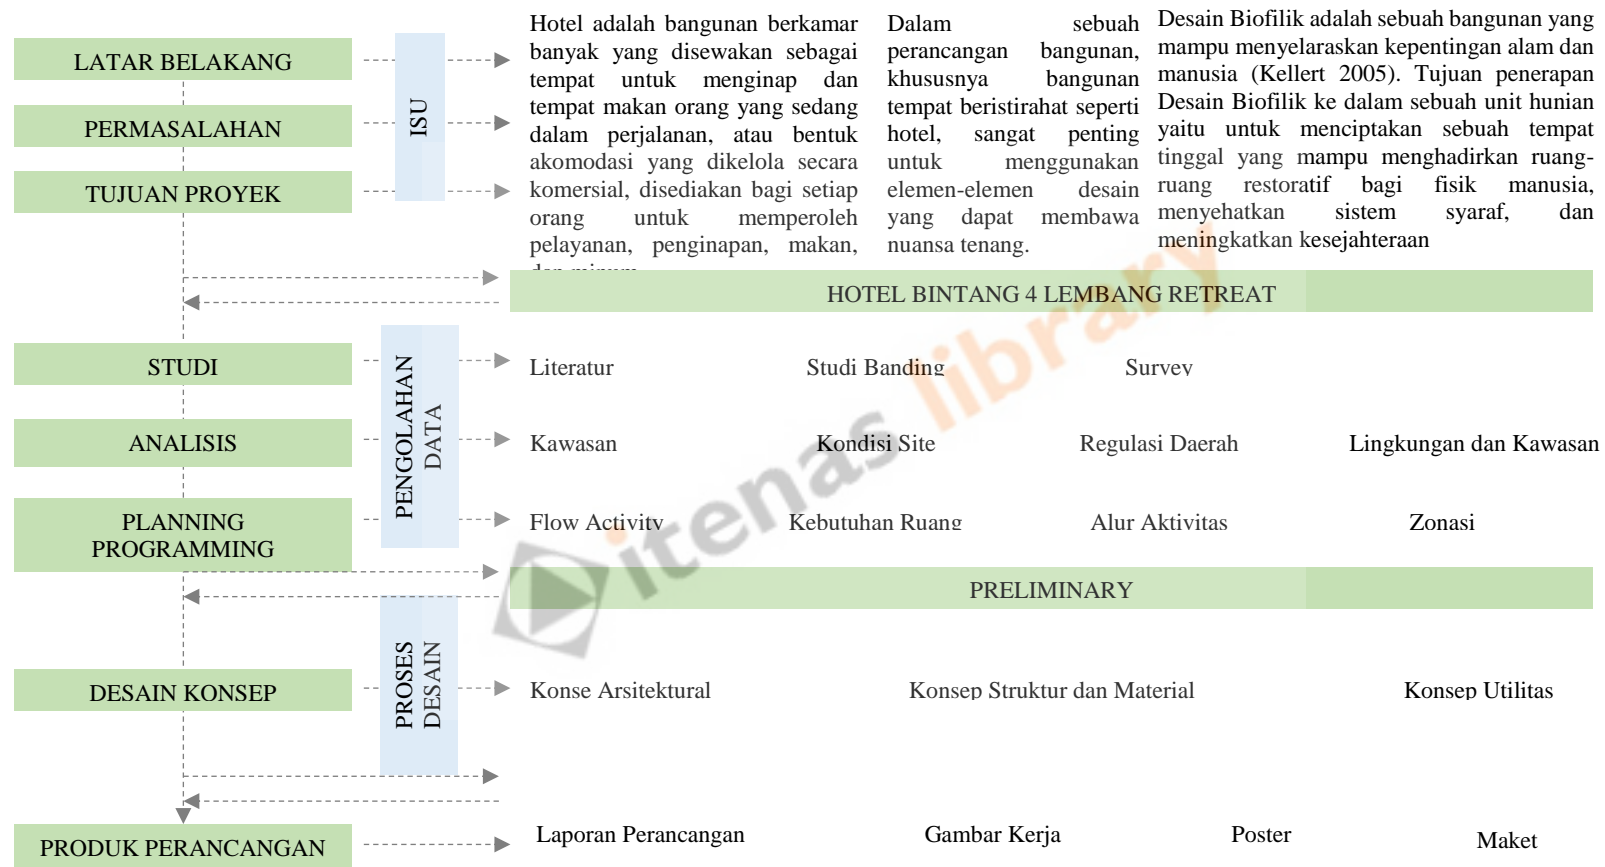 LATAR BELAKANG
PERMASALAHAN
TUJUAN PROYEK
ISU
Hotel adalah bangunan berkamar
banyak yang disewakan sebagai
tempat untuk menginap dan
tempat makan orang yang sedang
dalam perjalanan, atau bentuk
akomodasi yang dikelola secara
komersial, disediakan bagi setiap
orang untuk memperoleh
pelayanan, penginapan, makan,
dan minum
Dalam sebuah
perancangan bangunan,
khususnya bangunan
tempat beristirahat seperti
hotel, sangat penting
untuk menggunakan
elemen-elemen desain
yang dapat membawa
nuansa tenang.
Desain Biofilik adalah sebuah bangunan yang
mampu menyelaraskan kepentingan alam dan
manusia (Kellert 2005). Tujuan penerapan
Desain Biofilik ke dalam sebuah unit hunian
yaitu untuk menciptakan sebuah tempat
tinggal yang mampu menghadirkan ruang-
ruang restoratif bagi fisik manusia,
menyehatkan sistem syaraf, dan
meningkatkan kesejahteraan
HOTEL BINTANG 4 LEMBANG RETREAT
STUDI
ANALISIS
PLANNING
PROGRAMMING
PENGOLAHAN
DATA
Literatur
Studi Banding
Survey
Kawasan
Kondisi Site
Regulasi Daerah
Lingkungan dan Kawasan
Flow Activity
Kebutuhan Ruang
Alur Aktivitas
Zonasi
PRELIMINARY
DESAIN KONSEP
PROSES
DESAIN
Konse Arsitektural
Konsep Struktur dan Material
Konsep Utilitas
PRODUK PERANCANGAN
Laporan Perancangan
Gambar Kerja
Poster
Maket
itenas library